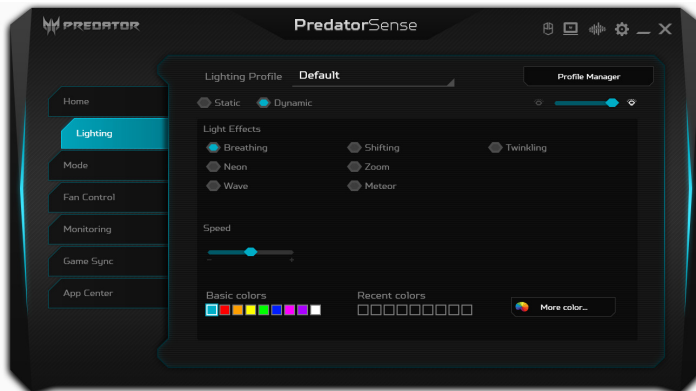 PREDATOR
PredatorSense
Lighting Profile Default
Profile Manager
Home
Static Dynamic
Lighting
Light Effects
Breathing Shifting Twinkling
Mode
Neon Zoom
Wave Meteor
Fan Control
Monitoring
Speed
Game Sync
App Center
Basic colors Recent colors
More color...